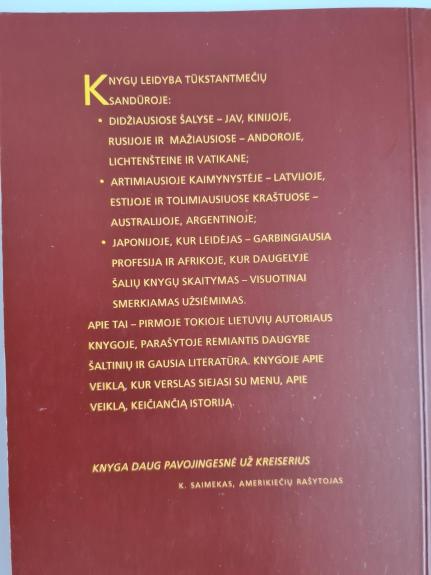 KNYGŲ LEIDYBA TŪKSTANTMEČIŲ
SANDŪROJE:
• DIDŽIAUSIOSE ŠALYSE – JAV, KINIJOJE,
RUSIJOJE IR MAŽIAUSIOSE – ANDOROJE,
LICHTENŠTEINE IR VATIKANE;
• ARTIMIAUSIOJE KAIMYNYSTĖJE – LATVIJOJE,
ESTIJOJE IR TOLIMIAUSIUOSE KRAŠTUOSE –
AUSTRALIJOJE, ARGENTINOJE;
• JAPONIJOJE, KUR LEIDĖJAS – GARBINGIAUSIA
PROFESIJA IR AFRIKOJE, KUR DAUGELYJE
ŠALIŲ KNYGŲ SKAITYMAS – VISUOTINAI
SMERKIAMAS UŽSIĖMIMAS.
APIE TAI – PIRMOJE TOKIOJE LIETUVIŲ AUTORIAUS
KNYGOJE, PARAŠYTOJE REMIANTIS DAUGYBE
ŠALTINIŲ IR GAUSIA LITERATŪRA. KNYGOJE APIE
VEIKLĄ, KUR VERSLAS SIEJASI SU MENU, APIE
VEIKLĄ, KEIČIANČIĄ ISTORIJĄ.
KNYGA DAUG PAVOJINGESNĖ UŽ KREISERIUS
K. SAIMEKAS, AMERIKIEČIŲ RAŠYTOJAS